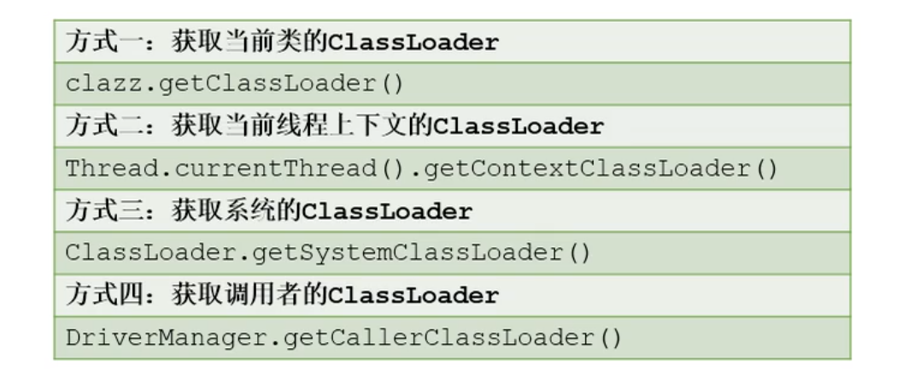 方式一：获取当前类的ClassLoader
clazz.getClassLoader()
方式二：获取当前线程上下文的ClassLoader
Thread.currentThread().getContextClassLoader()
方式三：获取系统的ClassLoader
ClassLoader.getSystemClassLoader()
方式四：获取调用者的ClassLoader
DriverManager.getCallerClassLoader()